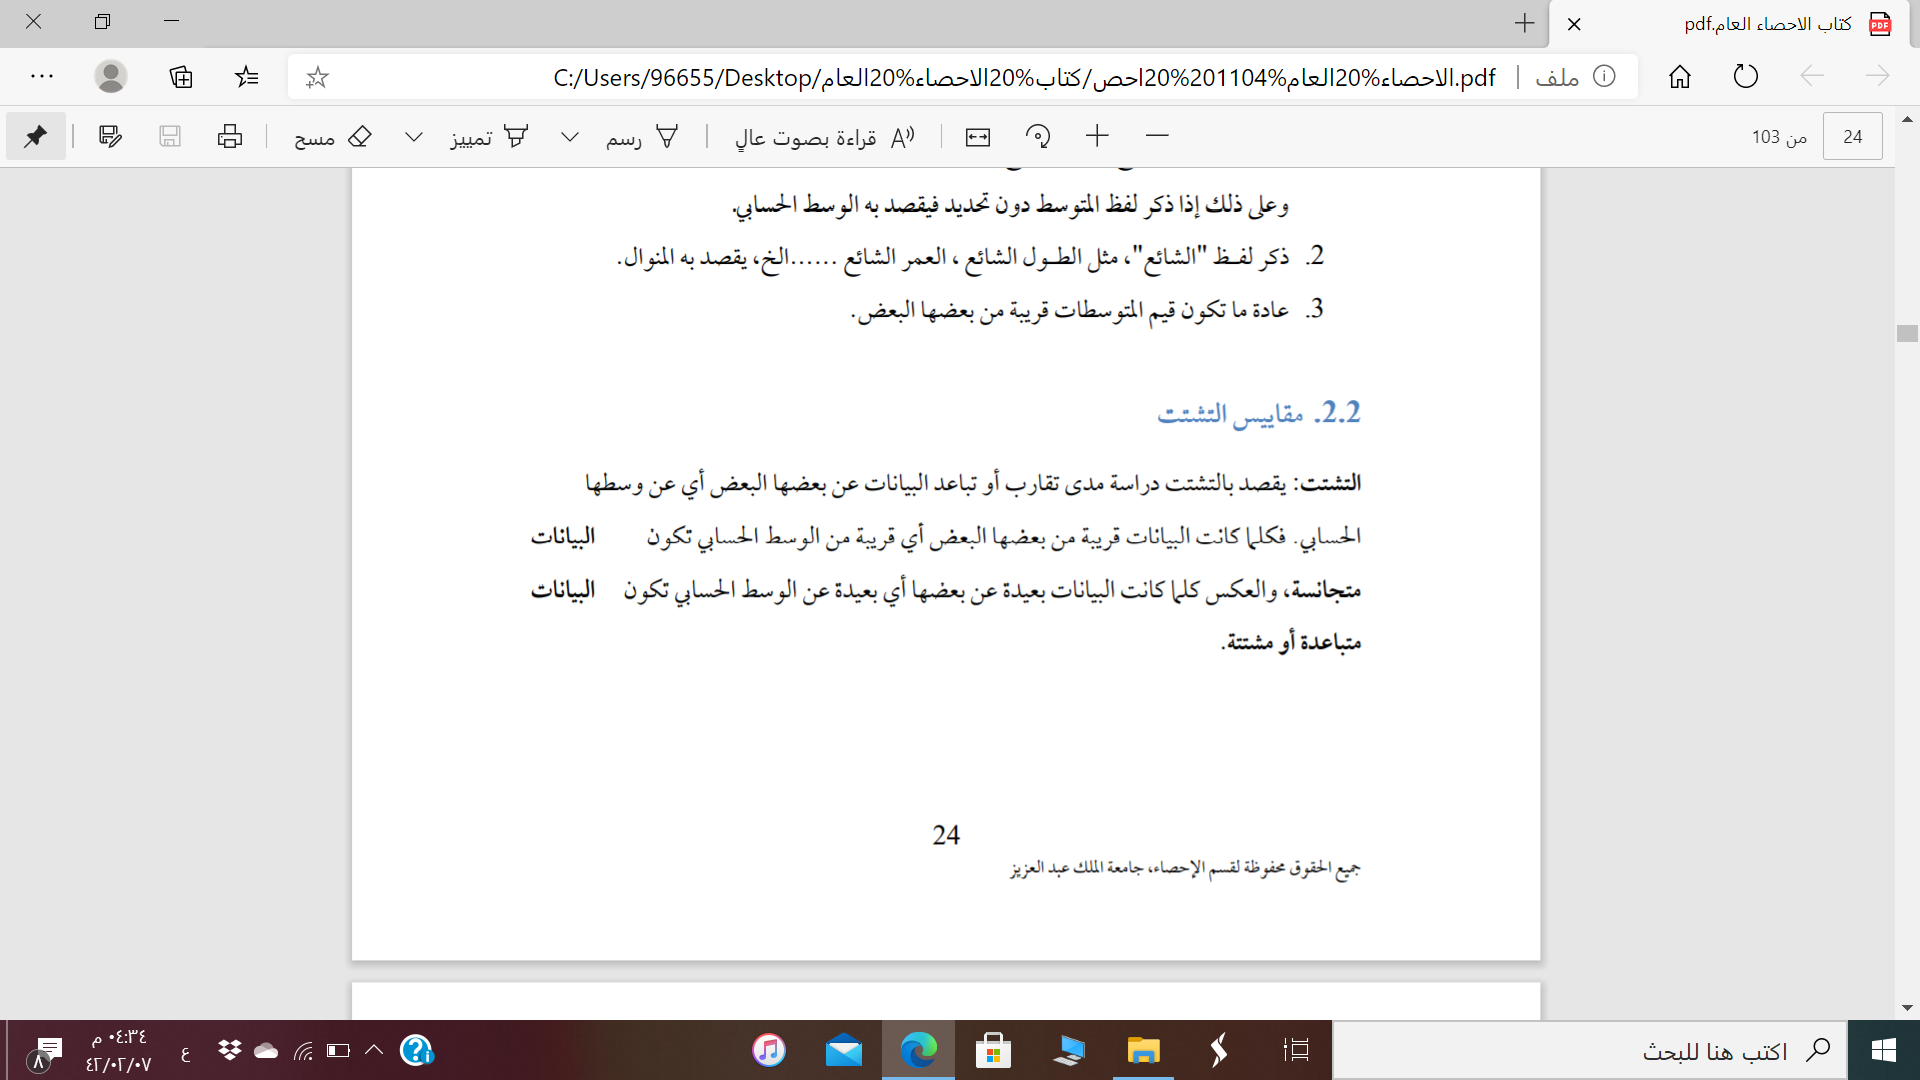 كتاب الاحصاء العام.pdf
ملف
C:/Users/96655/Desktop/كتاب%20الاحصاء%20العام/احص%201104%20الاحصاء%20العام.pdf
24
من 103
قراءة بصوت عالٍ
رسم
تمييز
مسح
وعلى ذلك إذا ذكر لفظ المتوسط دون تحديد فيقصد به الوسط الحسابي.
2. ذكر لفـظ "الشائع"، مثل الطـول الشائع ، العمر الشائع ......الخ، يقصد به المنوال.
3. عادة ما تكون قيم المتوسطات قريبة من بعضها البعض.
2.2. مقاييس التشتت
التشتت: يقصد بالتشتت دراسة مدى تقارب أو تباعد البيانات عن بعضها البعض أي عن وسطها
الحسابي. فكلما كانت البيانات قريبة من بعضها البعض أي قريبة من الوسط الحسابي تكون البيانات
متجانسة، والعكس كلما كانت البيانات بعيدة عن بعضها أي بعيدة عن الوسط الحسابي تكون البيانات
متباعدة أو مشتتة.
24
جميع الحقوق محفوظة لقسم الإحصاء، جامعة الملك عبد العزيز
اكتب هنا للبحث
ع
٠٤:٣٤ م
٤٢/٠٢/٠٧
٨